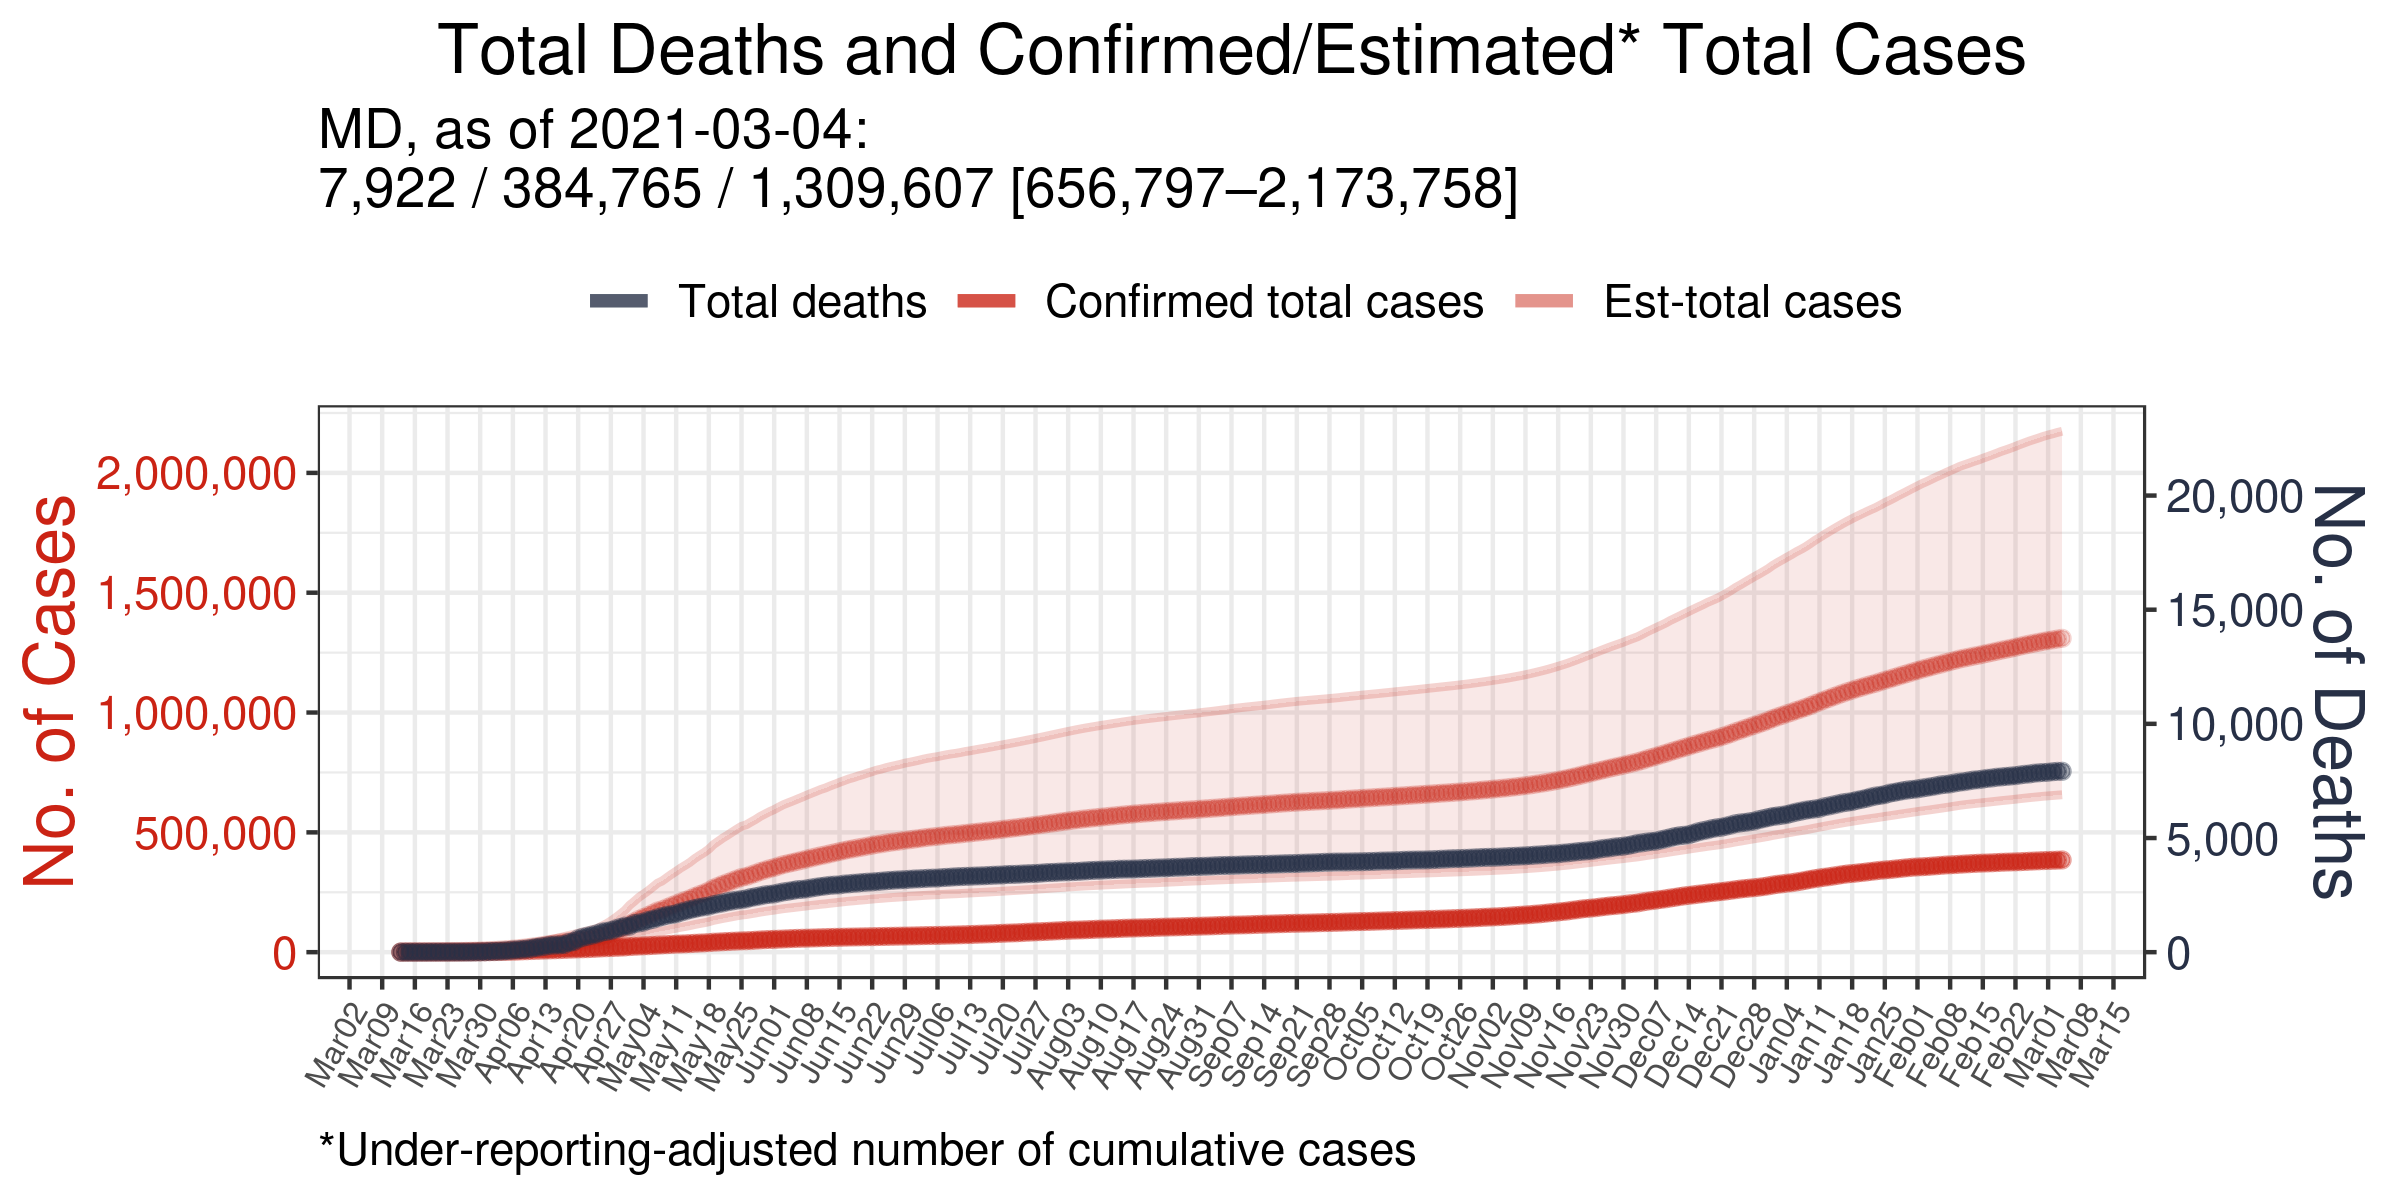 Total Deaths and Confirmed/Estimated* Total Cases
MD, as of 2021-03-04:
7,922 / 384,765 / 1,309,607 [656,797–2,173,758]
Total deaths
Confirmed total cases
Est-total cases
No. of Cases
2,000,000
1,500,000
1,000,000
500,000
0
20,000
15,000
10,000
5,000
0
No. of Deaths
Mar02
Mar09
Mar16
Mar23
Mar30
Apr06
Apr13
Apr20
Apr27
May04
May11
May18
May25
Jun01
Jun08
Jun15
Jun22
Jun29
Jul06
Jul13
Jul20
Jul27
Aug03
Aug10
Aug17
Aug24
Aug31
Sep07
Sep14
Sep21
Sep28
Oct05
Oct12
Oct19
Oct26
Nov02
Nov09
Nov16
Nov23
Nov30
Dec07
Dec14
Dec21
Dec28
Jan04
Jan11
Jan18
Jan25
Feb01
Feb08
Feb15
Feb22
Mar01
Mar08
Mar15
*Under-reporting-adjusted number of cumulative cases